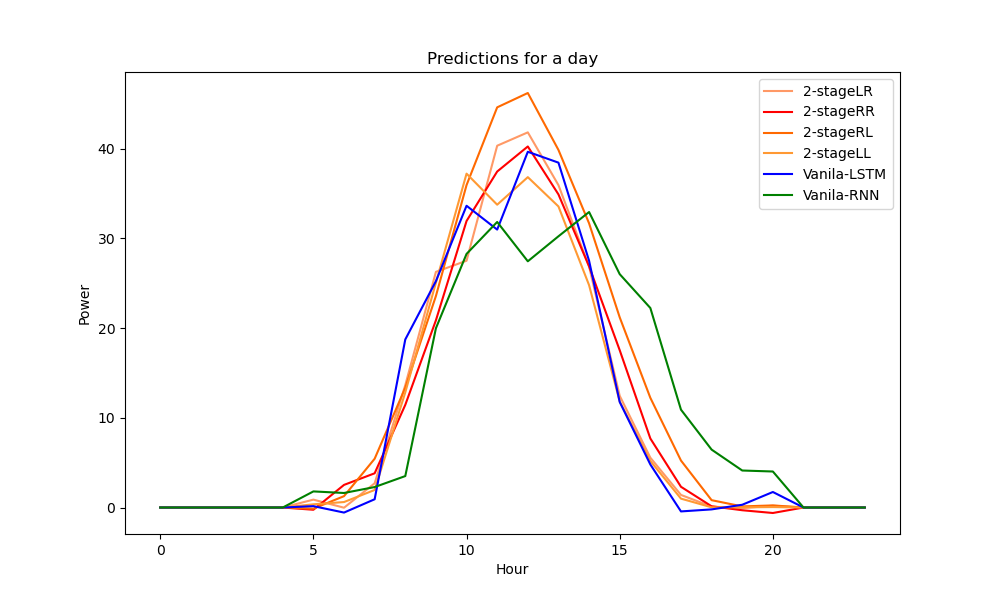 Predictions for a day
2-stageLR
2-stageRR
2-stageRL
2-stageLL
Vanila-LSTM
Vanila-RNN
Power
40
30
20
10
0
0 5 10 15 20
Hour